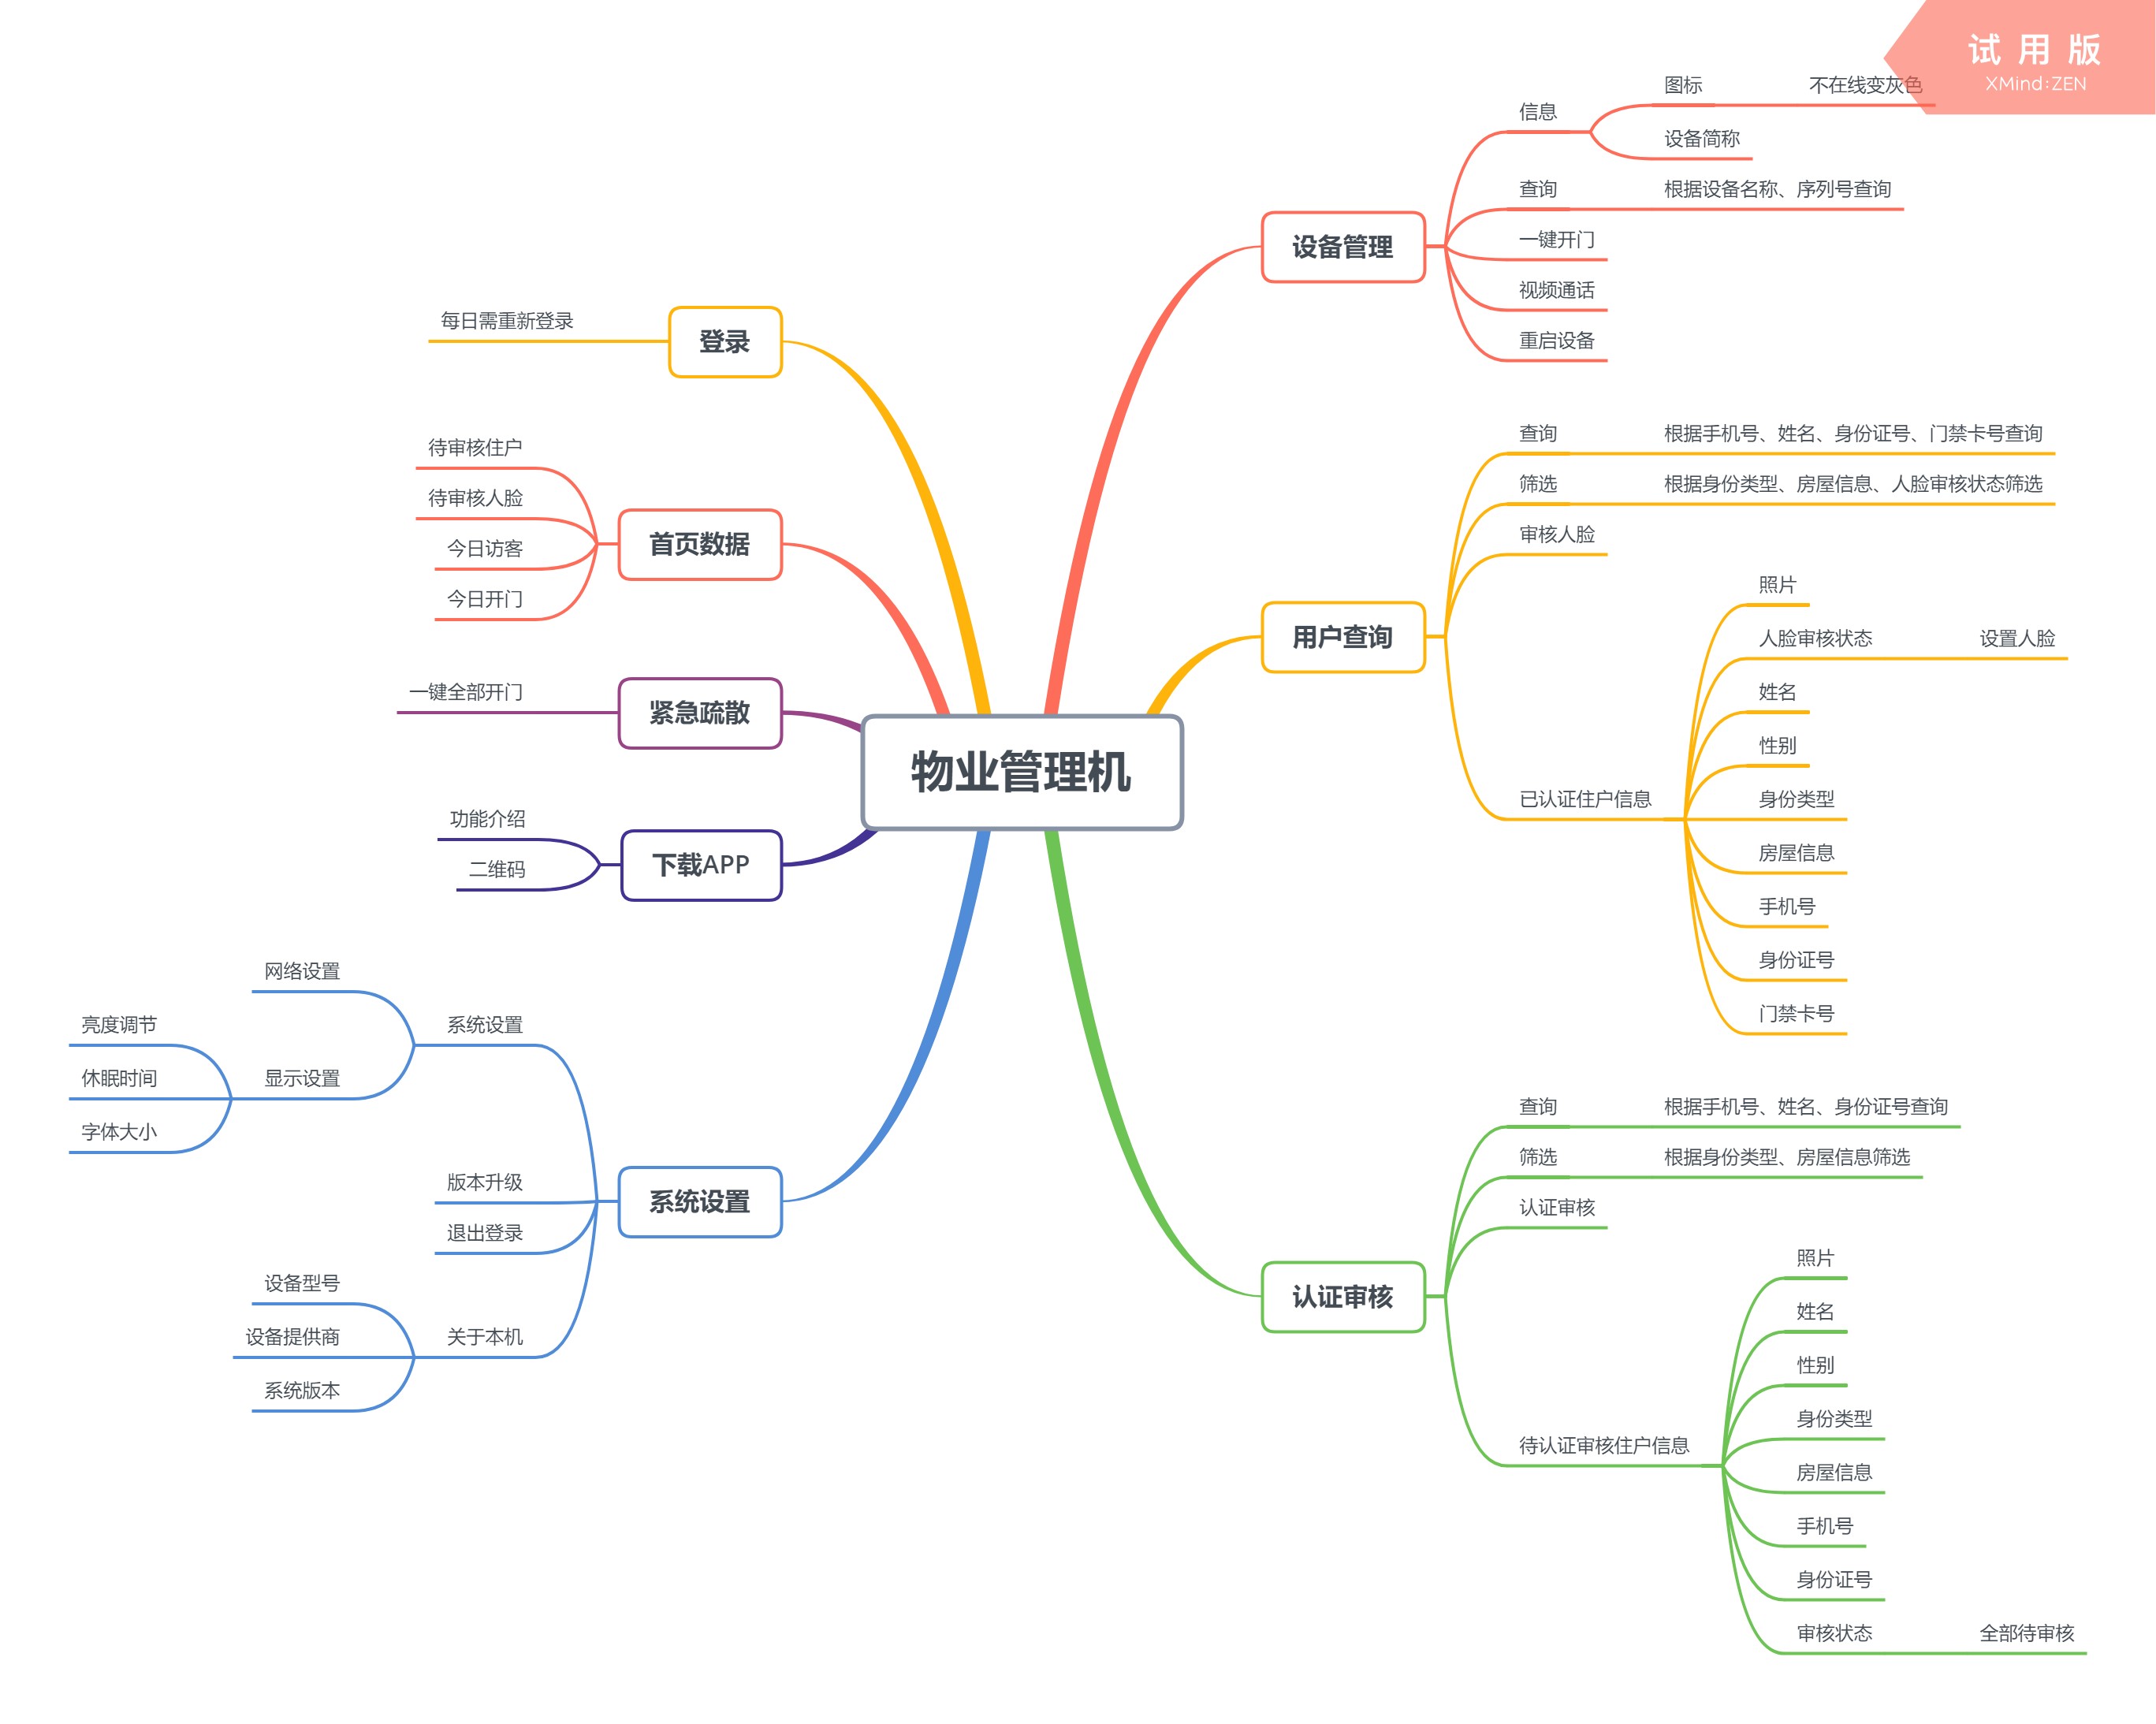 试 用 版
XMind:ZEN
物业管理机
设备管理
信息
图标
不在线变灰色
设备简称
查询
根据设备名称、序列号查询
一键开门
视频通话
重启设备
用户查询
查询
根据手机号、姓名、身份证号、门禁卡号查询
筛选
根据身份类型、房屋信息、人脸审核状态筛选
审核人脸
已认证住户信息
照片
人脸审核状态
设置人脸
姓名
性别
身份类型
房屋信息
手机号
身份证号
门禁卡号
认证审核
查询
根据手机号、姓名、身份证号查询
筛选
根据身份类型、房屋信息筛选
认证审核
待认证审核住户信息
照片
姓名
性别
身份类型
房屋信息
手机号
身份证号
审核状态
全部待审核
登录
每日需重新登录
首页数据
待审核住户
待审核人脸
今日访客
今日开门
紧急疏散
一键全部开门
下载APP
功能介绍
二维码
系统设置
系统设置
网络设置
显示设置
亮度调节
休眠时间
字体大小
版本升级
退出登录
关于本机
设备型号
设备提供商
系统版本